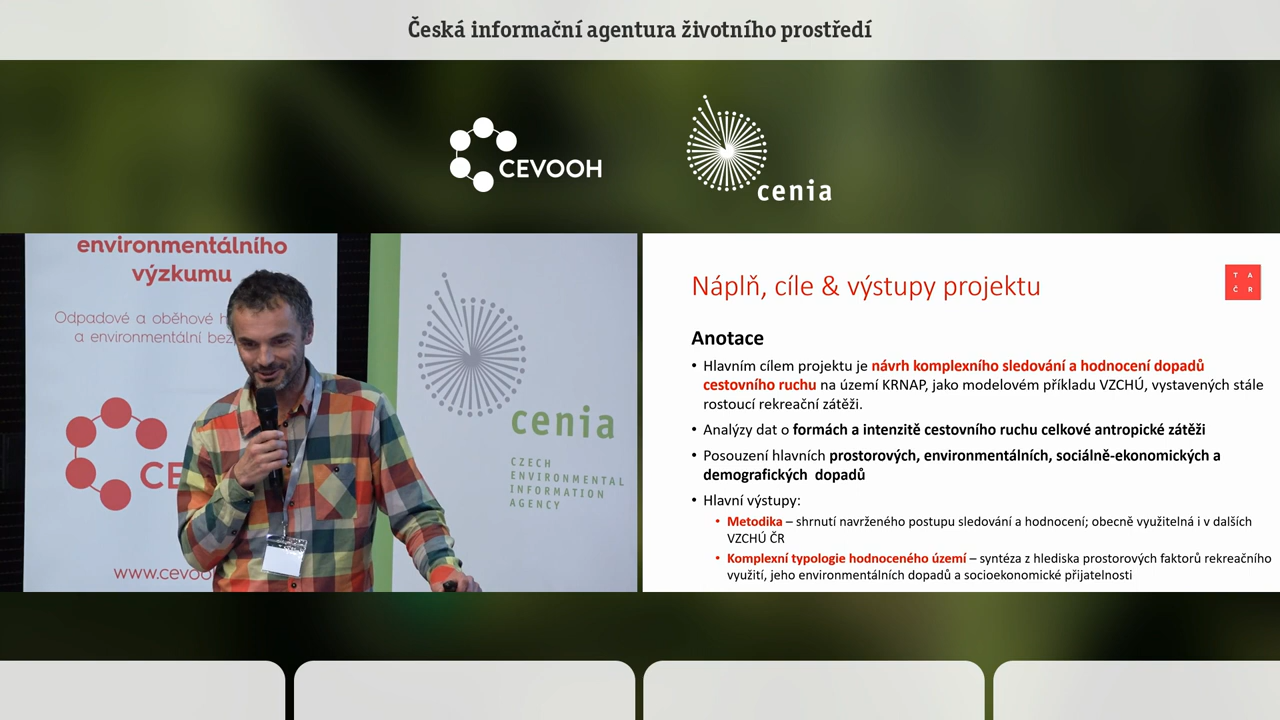 Česká informační agentura životního prostředí
CEVOOH
cenia
environmentálního
výzkumu
Odpadové a oběhové
a environmentální
www.cevoo
cenia
CZECH
ENVIRONMENTAL
INFORMATION
AGENCY
Náplň, cíle & výstupy projektu
T A
Č R
Anotace
• Hlavním cílem projektu je návrh komplexního sledování a hodnocení dopadů
cestovního ruchu na území KRNAP, jako modelovém příkladu VZCHÚ, vystavených stále
rostoucí rekreační zátěži.
• Analýzy dat o formách a intenzitě cestovního ruchu celkové antropické zátěži
• Posouzení hlavních prostorových, environmentálních, sociálně-ekonomických a
demografických dopadů
• Hlavní výstupy:
• Metodika – shrnutí navrženého postupu sledování a hodnocení; obecně využitelná i v dalších
VZCHÚ ČR
• Komplexní typologie hodnoceného území – syntéza z hlediska prostorových faktorů rekreačního
využití, jeho environmentálních dopadů a socioekonomické přijatelnosti